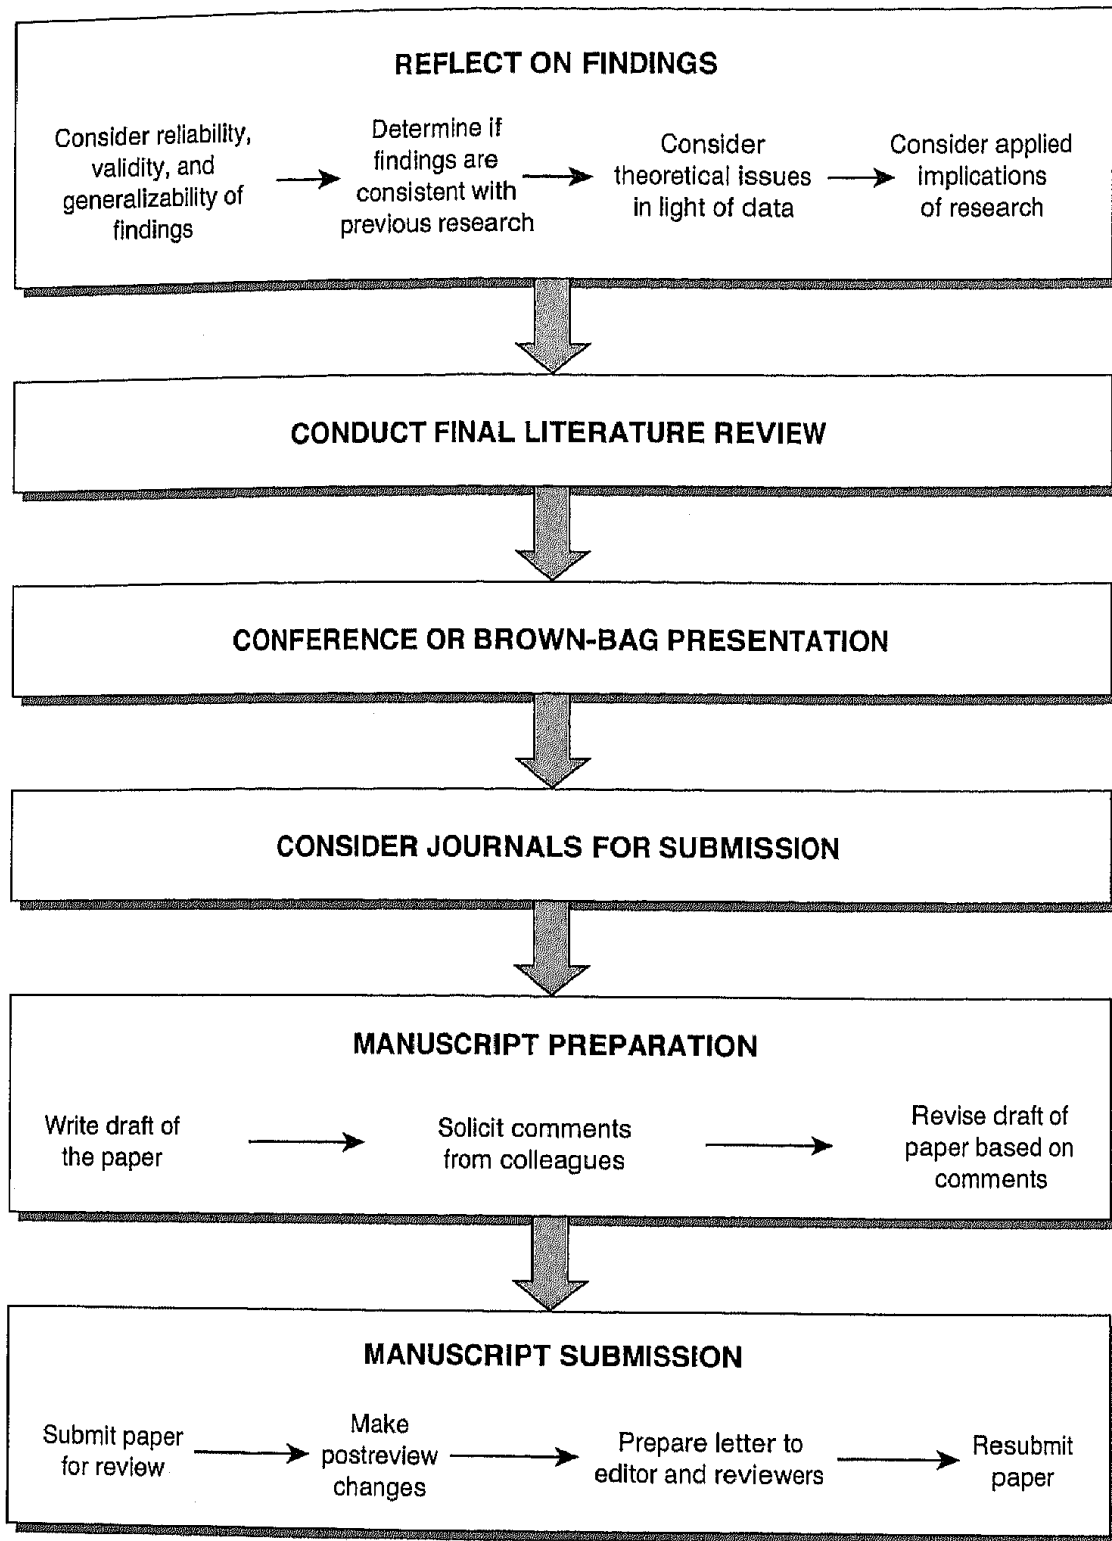 REFLECT ON FINDINGS
Consider reliability,
validity, and
generalizability of
findings
Determine if
findings are
consistent with
previous research
Consider
theoretical issues
in light of data
Consider applied
implications
of research
CONDUCT FINAL LITERATURE REVIEW
CONFERENCE OR BROWN-BAG PRESENTATION
CONSIDER JOURNALS FOR SUBMISSION
MANUSCRIPT PREPARATION
Write draft of
the paper
Solicit comments
from colleagues
Revise draft of
paper based on
comments
MANUSCRIPT SUBMISSION
Submit paper
for review
Make
postreview
changes
Prepare letter to
editor and reviewers
Resubmit
paper